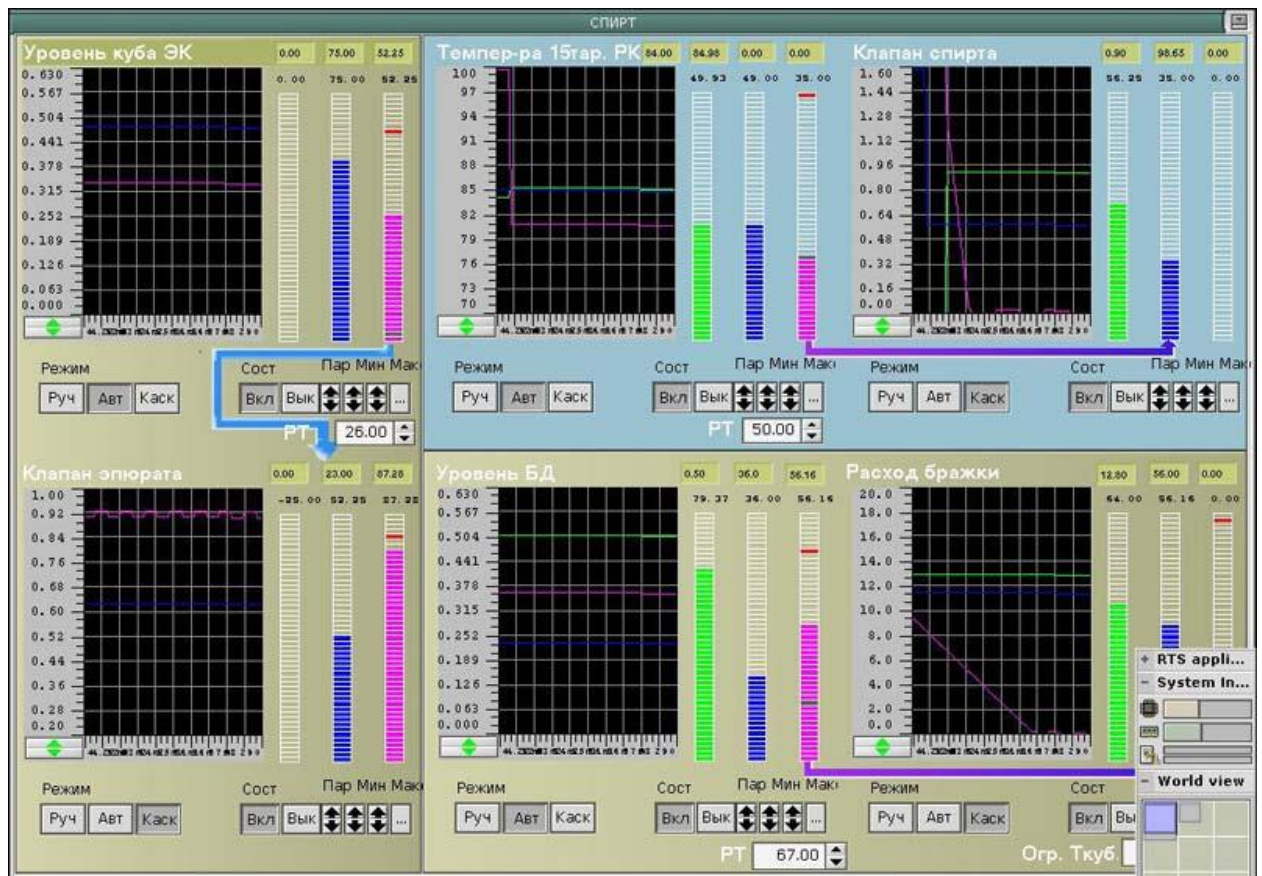 СПИРТ
Уровень куба ЭК 0.00 75.00 52.25
0.00 75.00 52.25
0.630
0.567
0.504
0.441
0.378
0.315
0.252
0.189
0.126
0.063
0.000
Режим Сост Пар Мин Мак
Руч Авт Каск Вкл Вык ...
РТ 26.00
Темпер-ра 15тар. РК 84.00 84.98 0.00 0.00
49.93 49.00 35.00
100
97
94
91
88
85
82
79
76
73
70
Режим Сост Пар Мин Мак
Руч Авт Каск Вкл Вык ...
РТ 50.00
Клапан спирта 0.90 98.65 0.00
56.25 35.00 0.00
1.60
1.44
1.28
1.12
0.96
0.80
0.64
0.48
0.32
0.16
0.00
Режим Сост Пар Мин Мак
Руч Авт Каск Вкл Вык ...
Клапан эпюрата 0.00 23.00 87.28
-25.00 52.25 87.28
1.00
0.92
0.84
0.76
0.68
0.60
0.52
0.44
0.36
0.28
0.20
Режим Сост Пар Мин Мак
Руч Авт Каск Вкл Вык ...
Уровень БД 0.50 36.0 56.16
79.37 36.00 56.16
0.630
0.567
0.504
0.441
0.378
0.315
0.252
0.189
0.126
0.063
0.000
Режим Сост Пар Мин Мак
Руч Авт Каск Вкл Вык ...
РТ 67.00
Расход бражки 12.80 56.00 0.00
64.00 56.16 0.00
20.0
18.0
16.0
14.0
12.0
10.0
8.0
6.0
4.0
2.0
0.0
Режим Сост
Руч Авт Каск Вкл Вы
Огр. Ткуб.
RTS appli...
System In...
World view